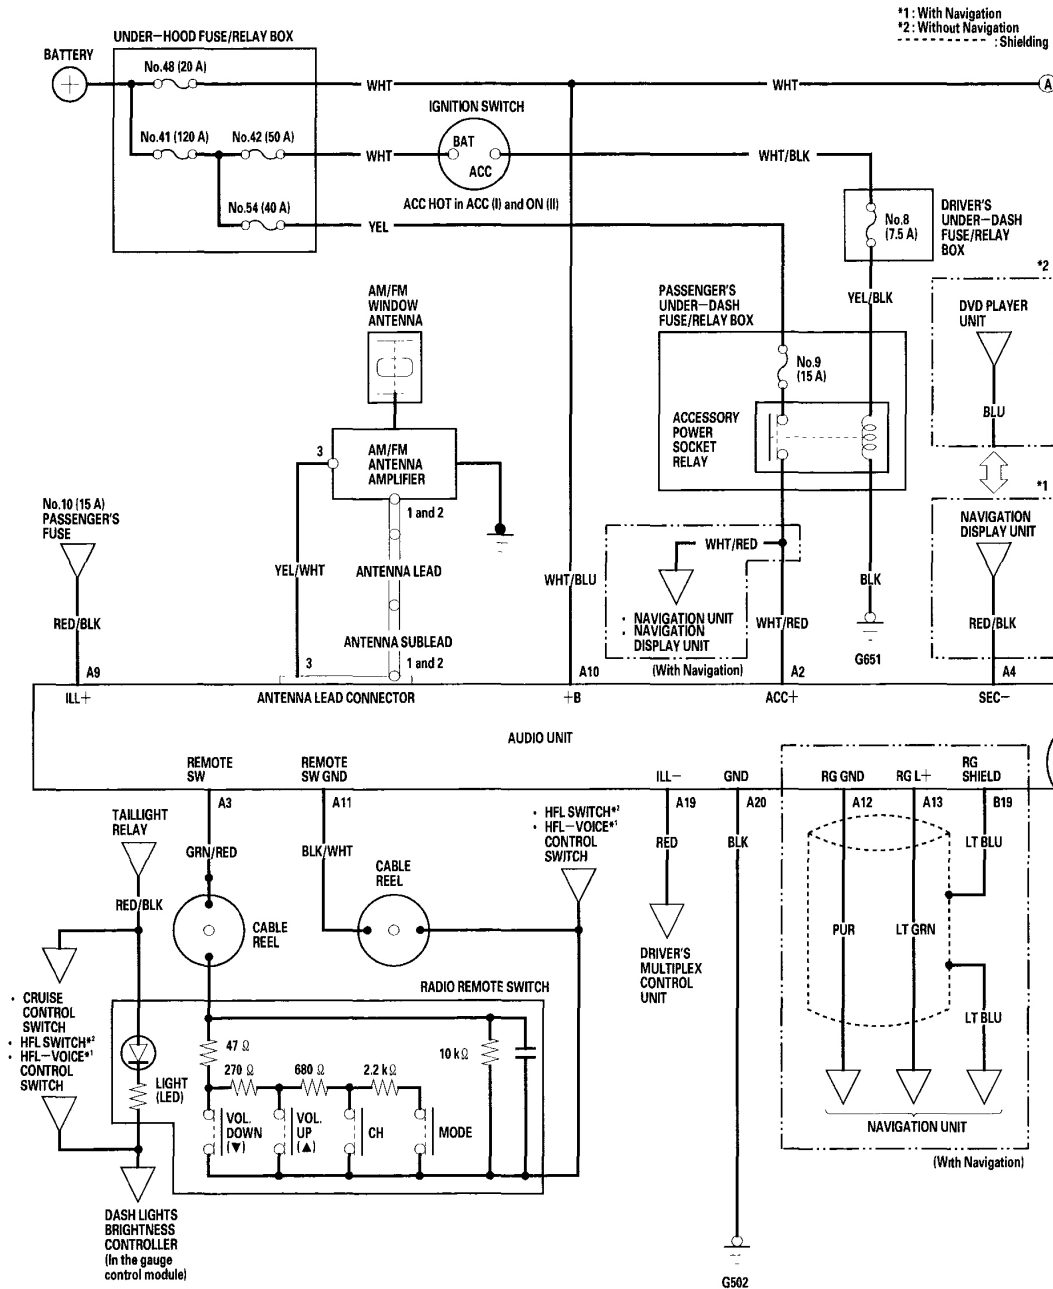 *1 : With Navigation
*2 : Without Navigation
: Shielding
UNDER-HOOD FUSE/RELAY BOX
BATTERY
No.48 (20 A)
WHT
WHT
A
IGNITION SWITCH
No.41 (120 A)
No.42 (50 A)
WHT
BAT
ACC
WHT/BLK
ACC HOT in ACC (I) and ON (II)
No.54 (40 A)
YEL
No.8
(7.5 A)
DRIVER'S
UNDER-DASH
FUSE/RELAY
BOX
*2
AM/FM
WINDOW
ANTENNA
PASSENGER'S
UNDER-DASH
FUSE/RELAY BOX
YEL/BLK
DVD PLAYER
UNIT
No.9
(15 A)
BLU
ACCESSORY
POWER
SOCKET
RELAY
3
AM/FM
ANTENNA
AMPLIFIER
*1
No.10 (15 A)
PASSENGER'S
FUSE
1 and 2
NAVIGATION
DISPLAY UNIT
WHT/RED
YEL/WHT
ANTENNA LEAD
WHT/BLU
BLK
RED/BLK
· NAVIGATION UNIT
· NAVIGATION
DISPLAY UNIT
WHT/RED
RED/BLK
ANTENNA SUBLEAD
G651
(With Navigation)
A9
3
1 and 2
A10
A2
A4
ILL+
ANTENNA LEAD CONNECTOR
+B
ACC+
SEC-
AUDIO UNIT
REMOTE
SW
REMOTE
SW GND
ILL-
GND
RG GND
RG L+
RG
SHIELD
A3
A11
A19
A20
A12
A13
B19
TAILLIGHT
RELAY
· HFL SWITCH*2
· HFL-VOICE*1
CONTROL
SWITCH
GRN/RED
BLK/WHT
RED
BLK
LT BLU
CABLE
REEL
RED/BLK
CABLE
REEL
PUR
LT GRN
DRIVER'S
MULTIPLEX
CONTROL
UNIT
RADIO REMOTE SWITCH
· CRUISE
CONTROL
SWITCH
· HFL SWITCH*2
· HFL-VOICE*1
CONTROL
SWITCH
LT BLU
47 Ω
10 kΩ
270 Ω
680 Ω
2.2 kΩ
LIGHT
(LED)
VOL.
DOWN
(▼)
VOL.
UP
(▲)
CH
MODE
NAVIGATION UNIT
(With Navigation)
DASH LIGHTS
BRIGHTNESS
CONTROLLER
(In the gauge
control module)
G502